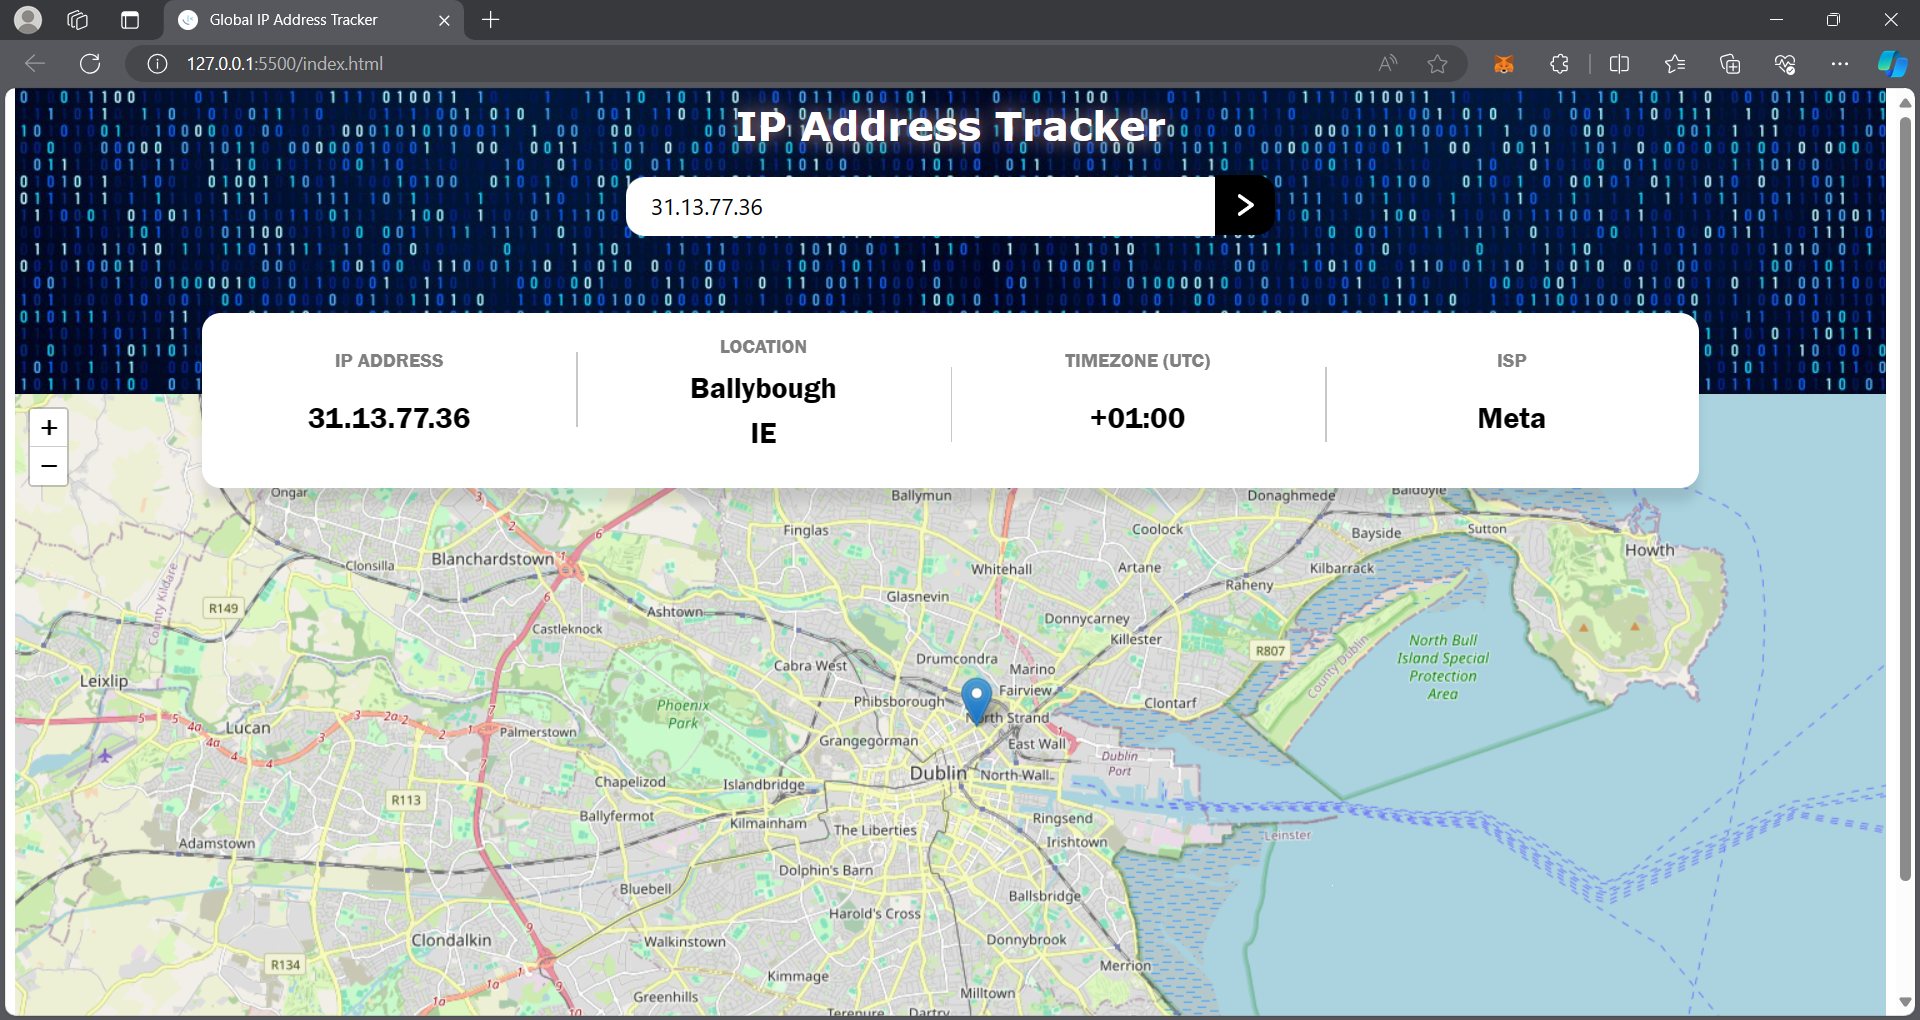 Global IP Address Tracker
127.0.0.1:5500/index.html
IP Address Tracker
31.13.77.36
IP ADDRESS
31.13.77.36
LOCATION
Ballybough
IE
TIMEZONE (UTC)
+01:00
ISP
Meta
+
−
Ongar
Ballymun
Donaghmede
Baldoyle
Finglas
Coolock
Bayside
Sutton
Howth
Blanchardstown
Clonsilla
Whitehall
Artane
Kilbarrack
Raheny
Glasnevin
County Kildare
R149
Ashtown
Castleknock
Donnycarney
Killester
North Bull
Island Special
Protection
Area
R807
County Dublin
Cabra West
Drumcondra
Marino
Leixlip
Fairview
Phibsborough
Clontarf
Phoenix
Park
North Strand
Lucan
Palmerstown
Grangegorman
East Wall
Dublin
Port
Dublin
North Wall
Chapelizod
Islandbridge
R113
Ballyfermot
Kilmainham
The Liberties
Ringsend
Irishtown
Leinster
Adamstown
Dolphin's Barn
Bluebell
Ballsbridge
Harold's Cross
Clondalkin
Walkinstown
Donnybrook
R134
Merrion
Kimmage
Greenhills
Milltown
Terenure
Dartry